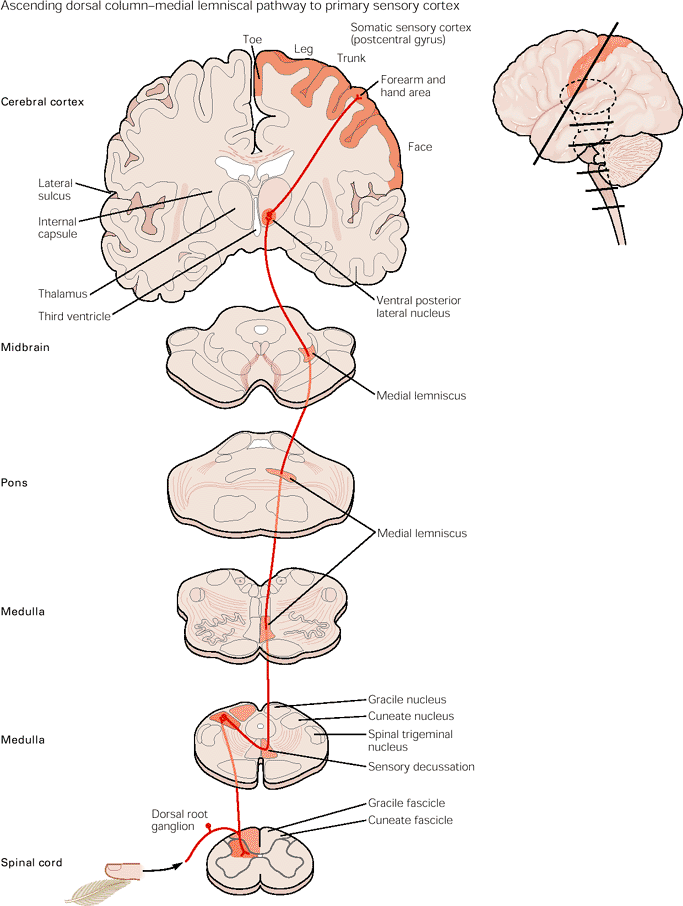 Ascending dorsal column–medial lemniscal pathway to primary sensory cortex
Somatic sensory cortex
(postcentral gyrus)
Toe
Leg
Trunk
Forearm and
hand area
Cerebral cortex
Face
Lateral
sulcus
Internal
capsule
Thalamus
Third ventricle
Ventral posterior
lateral nucleus
Midbrain
Medial lemniscus
Pons
Medial lemniscus
Medulla
Gracile nucleus
Cuneate nucleus
Spinal trigeminal
nucleus
Medulla
Sensory decussation
Gracile fascicle
Dorsal root
ganglion
Cuneate fascicle
Spinal cord